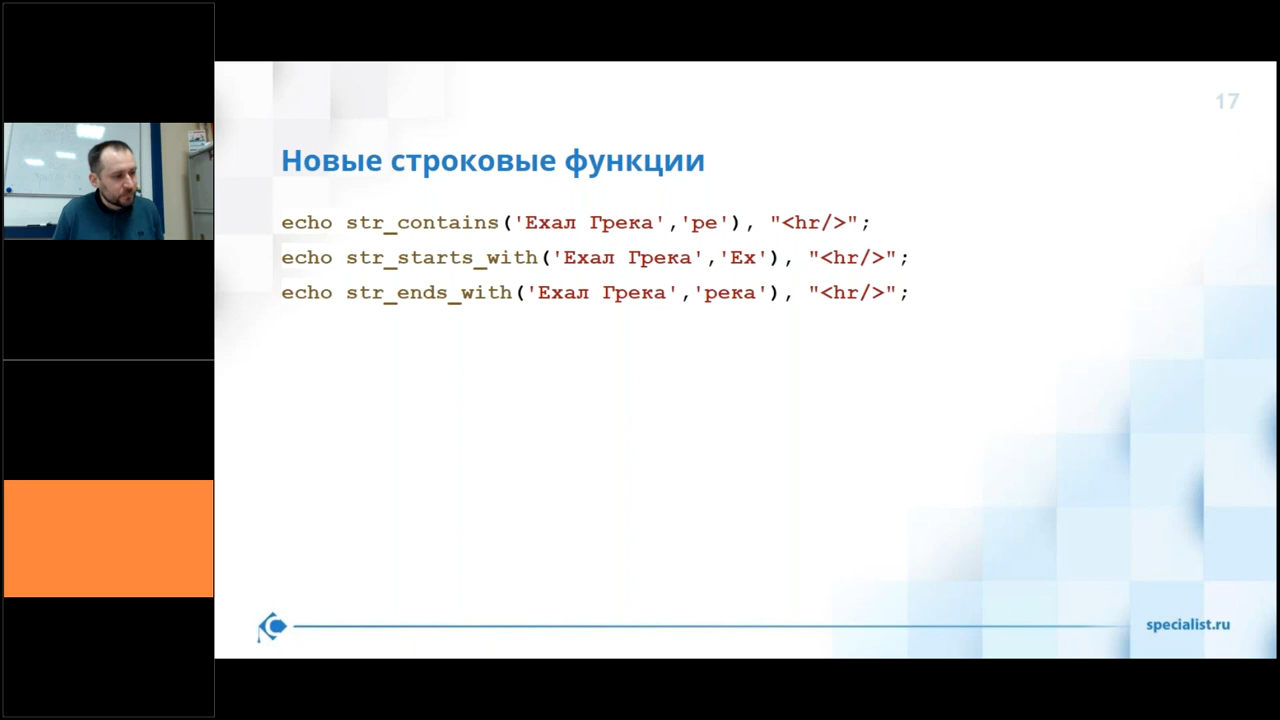 17
Новые строковые функции
echo str_contains('Ехал Грека','ре'), "<hr/>";
echo str_starts_with('Ехал Грека','Ех'), "<hr/>";
echo str_ends_with('Ехал Грека','река'), "<hr/>";
specialist.ru